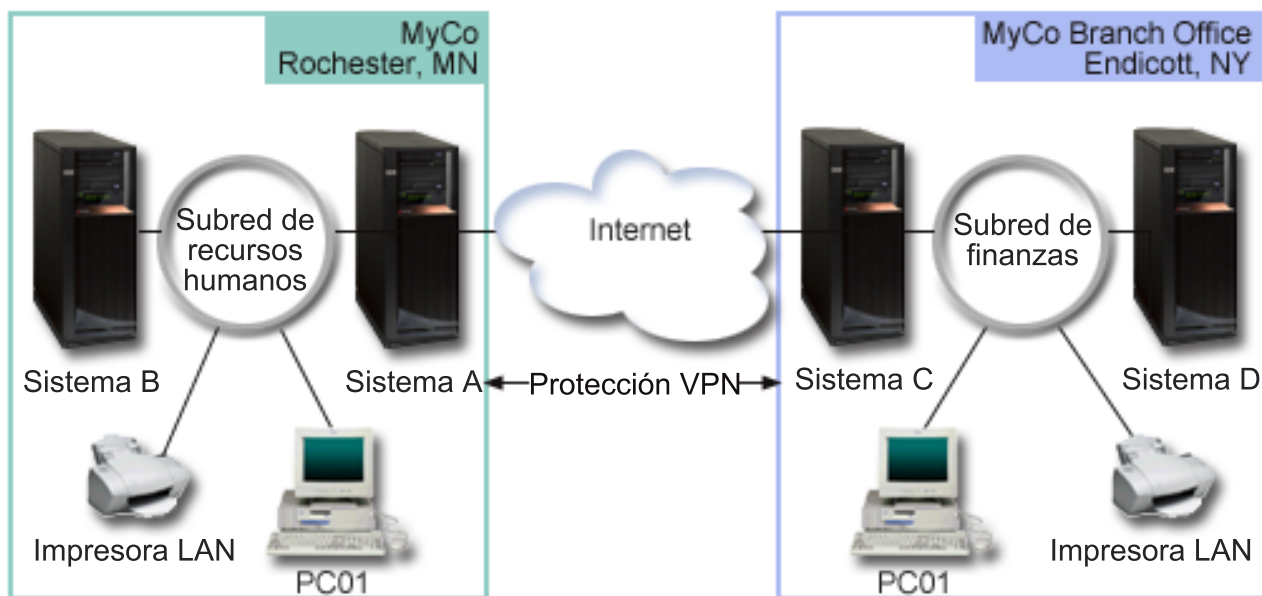 MyCo
Rochester, MN
MyCo Branch Office
Endicott, NY
Subred de
recursos
humanos
Internet
Subred de
finanzas
Sistema B
Sistema A
Protección VPN
Sistema C
Sistema D
Impresora LAN
PC01
PC01
Impresora LAN